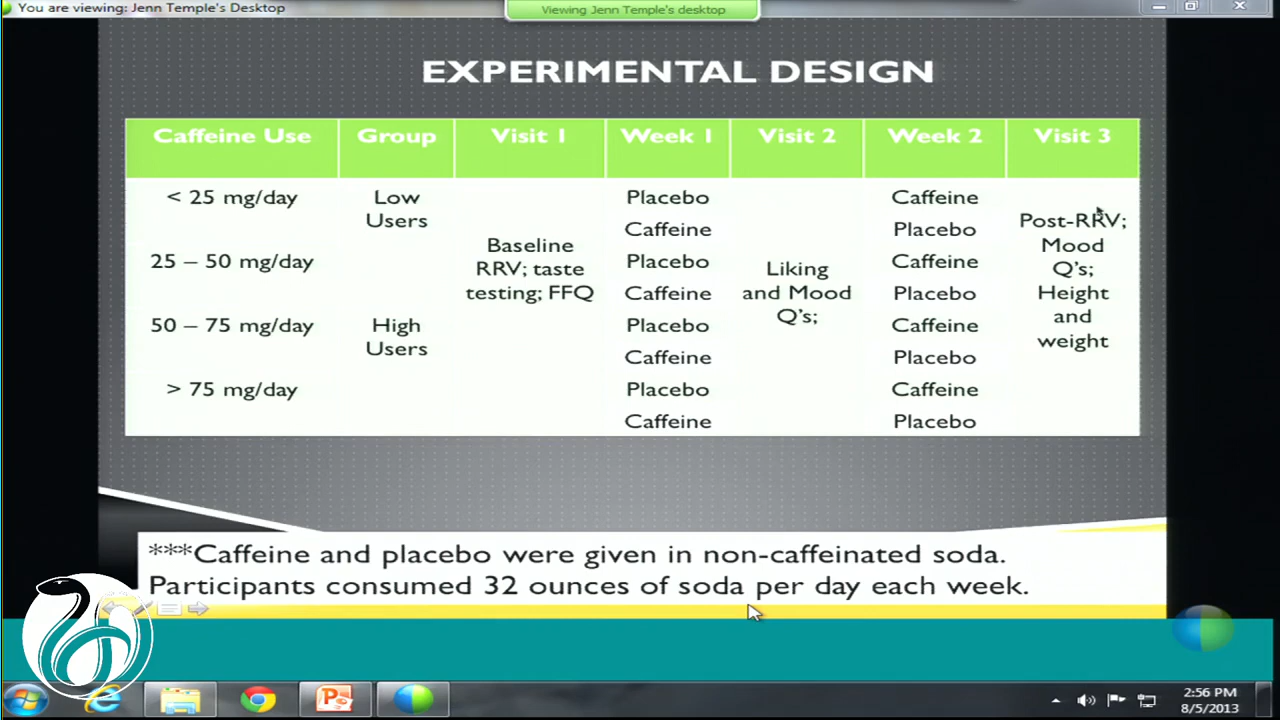 You are viewing: Jenn Temple's Desktop
Viewing Jenn Temple's desktop
EXPERIMENTAL DESIGN
Caffeine Use Group Visit 1 Week 1 Visit 2 Week 2 Visit 3
< 25 mg/day
25 – 50 mg/day
50 – 75 mg/day
> 75 mg/day
Low
Users
High
Users
Baseline
RRV; taste
testing; FFQ
Placebo
Caffeine
Placebo
Caffeine
Placebo
Caffeine
Placebo
Caffeine
Liking
and Mood
Q's;
Caffeine
Placebo
Caffeine
Placebo
Caffeine
Placebo
Caffeine
Placebo
Post-RRV;
Mood
Q's;
Height
and
weight
***Caffeine and placebo were given in non-caffeinated soda.
Participants consumed 32 ounces of soda per day each week.
2:56 PM
8/5/2013